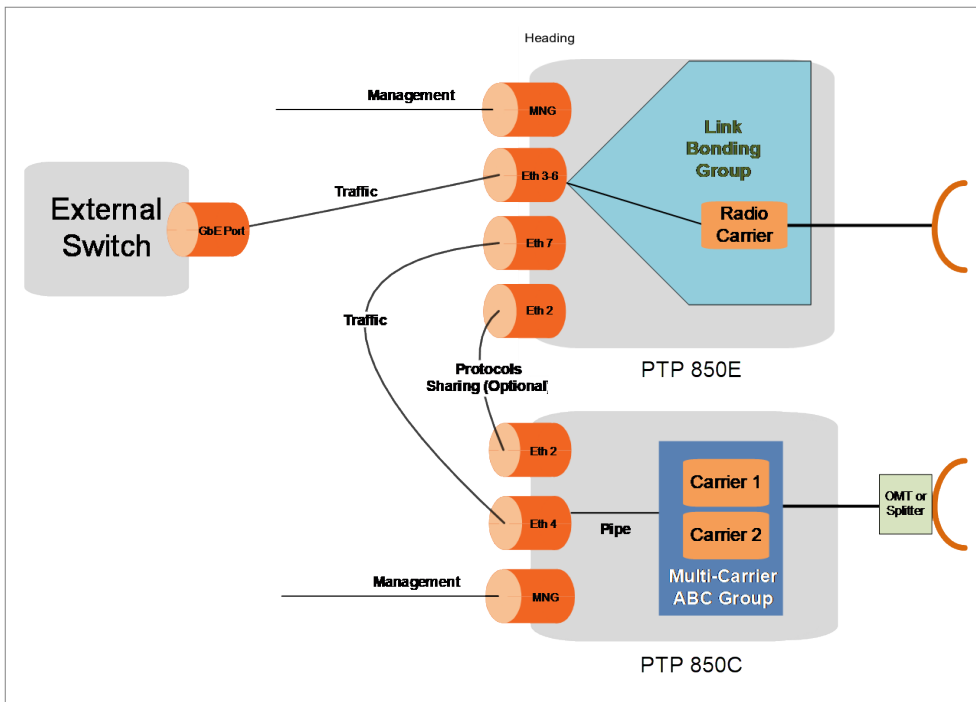 Heading
Management
MNG
Link
Bonding
Group
Eth 3-6
Traffic
External
Switch
GbE Port
Radio
Carrier
Eth 7
Traffic
Eth 2
Protocols
Sharing (Optional)
PTP 850E
Eth 2
Carrier 1
Eth 4
Pipe
Carrier 2
OMT or
Splitter
Management
MNG
Multi-Carrier
ABC Group
PTP 850C